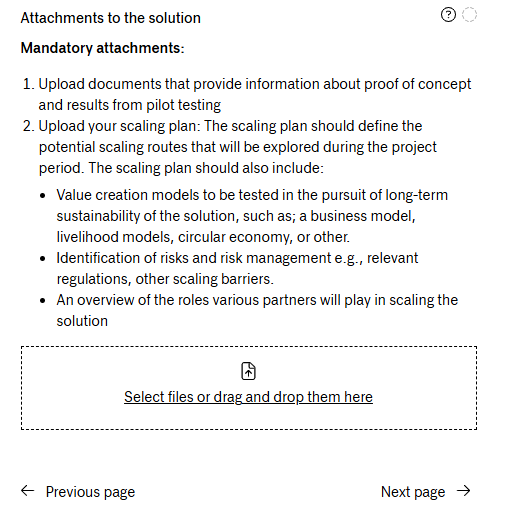 Attachments to the solution
Mandatory attachments:
1. Upload documents that provide information about proof of concept
and results from pilot testing
2. Upload your scaling plan: The scaling plan should define the
potential scaling routes that will be explored during the project
period. The scaling plan should also include:
• Value creation models to be tested in the pursuit of long-term
sustainability of the solution, such as; a business model,
livelihood models, circular economy, or other.
• Identification of risks and risk management e.g., relevant
regulations, other scaling barriers.
• An overview of the roles various partners will play in scaling the
solution
Select files or drag and drop them here
← Previous page
Next page →